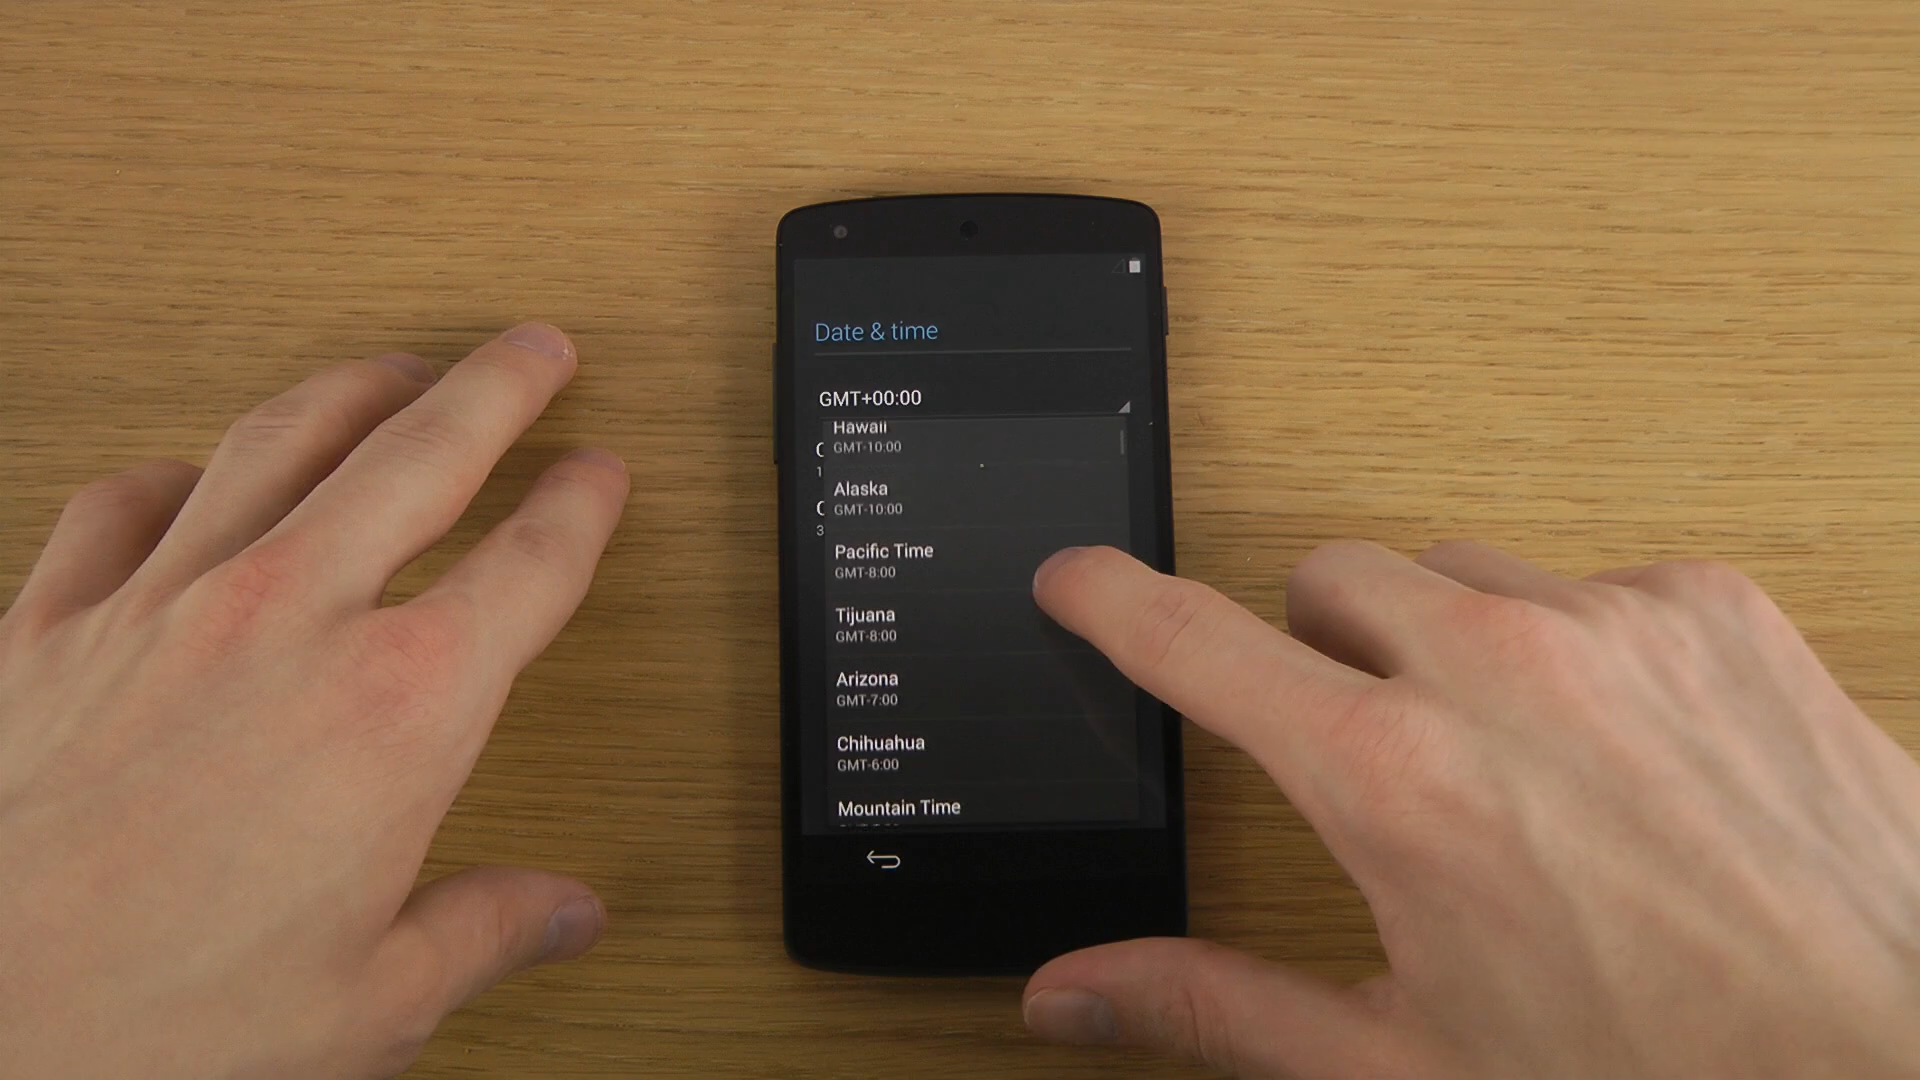 Date & time
GMT+00:00
Hawaii
GMT-10:00
Alaska
GMT-10:00
Pacific Time
GMT-8:00
Tijuana
GMT-8:00
Arizona
GMT-7:00
Chihuahua
GMT-6:00
Mountain Time